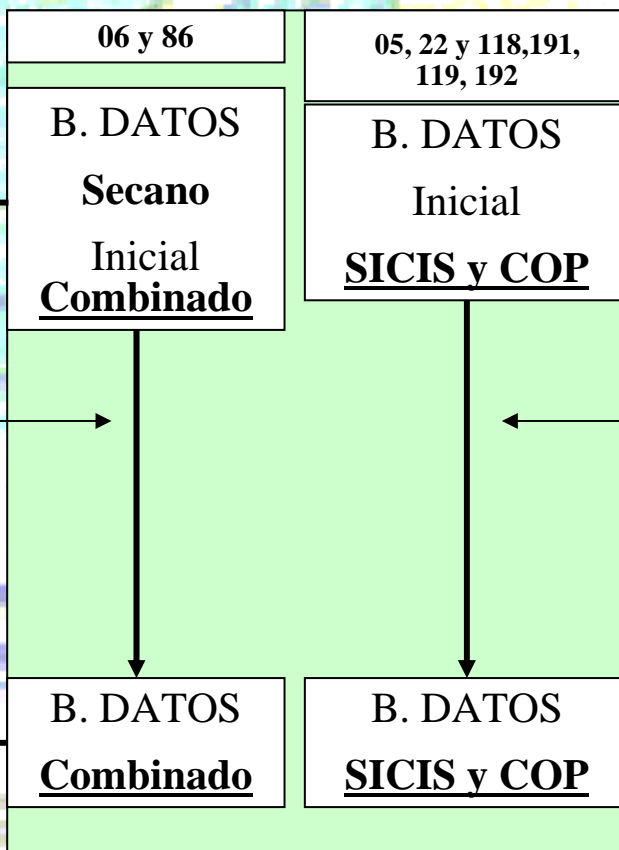 06 y 86
B. DATOS
Secano
Inicial
Combinado
05, 22 y 118,191,
119, 192
B. DATOS
Inicial
SICIS y COP
B. DATOS
Combinado
B. DATOS
SICIS y COP